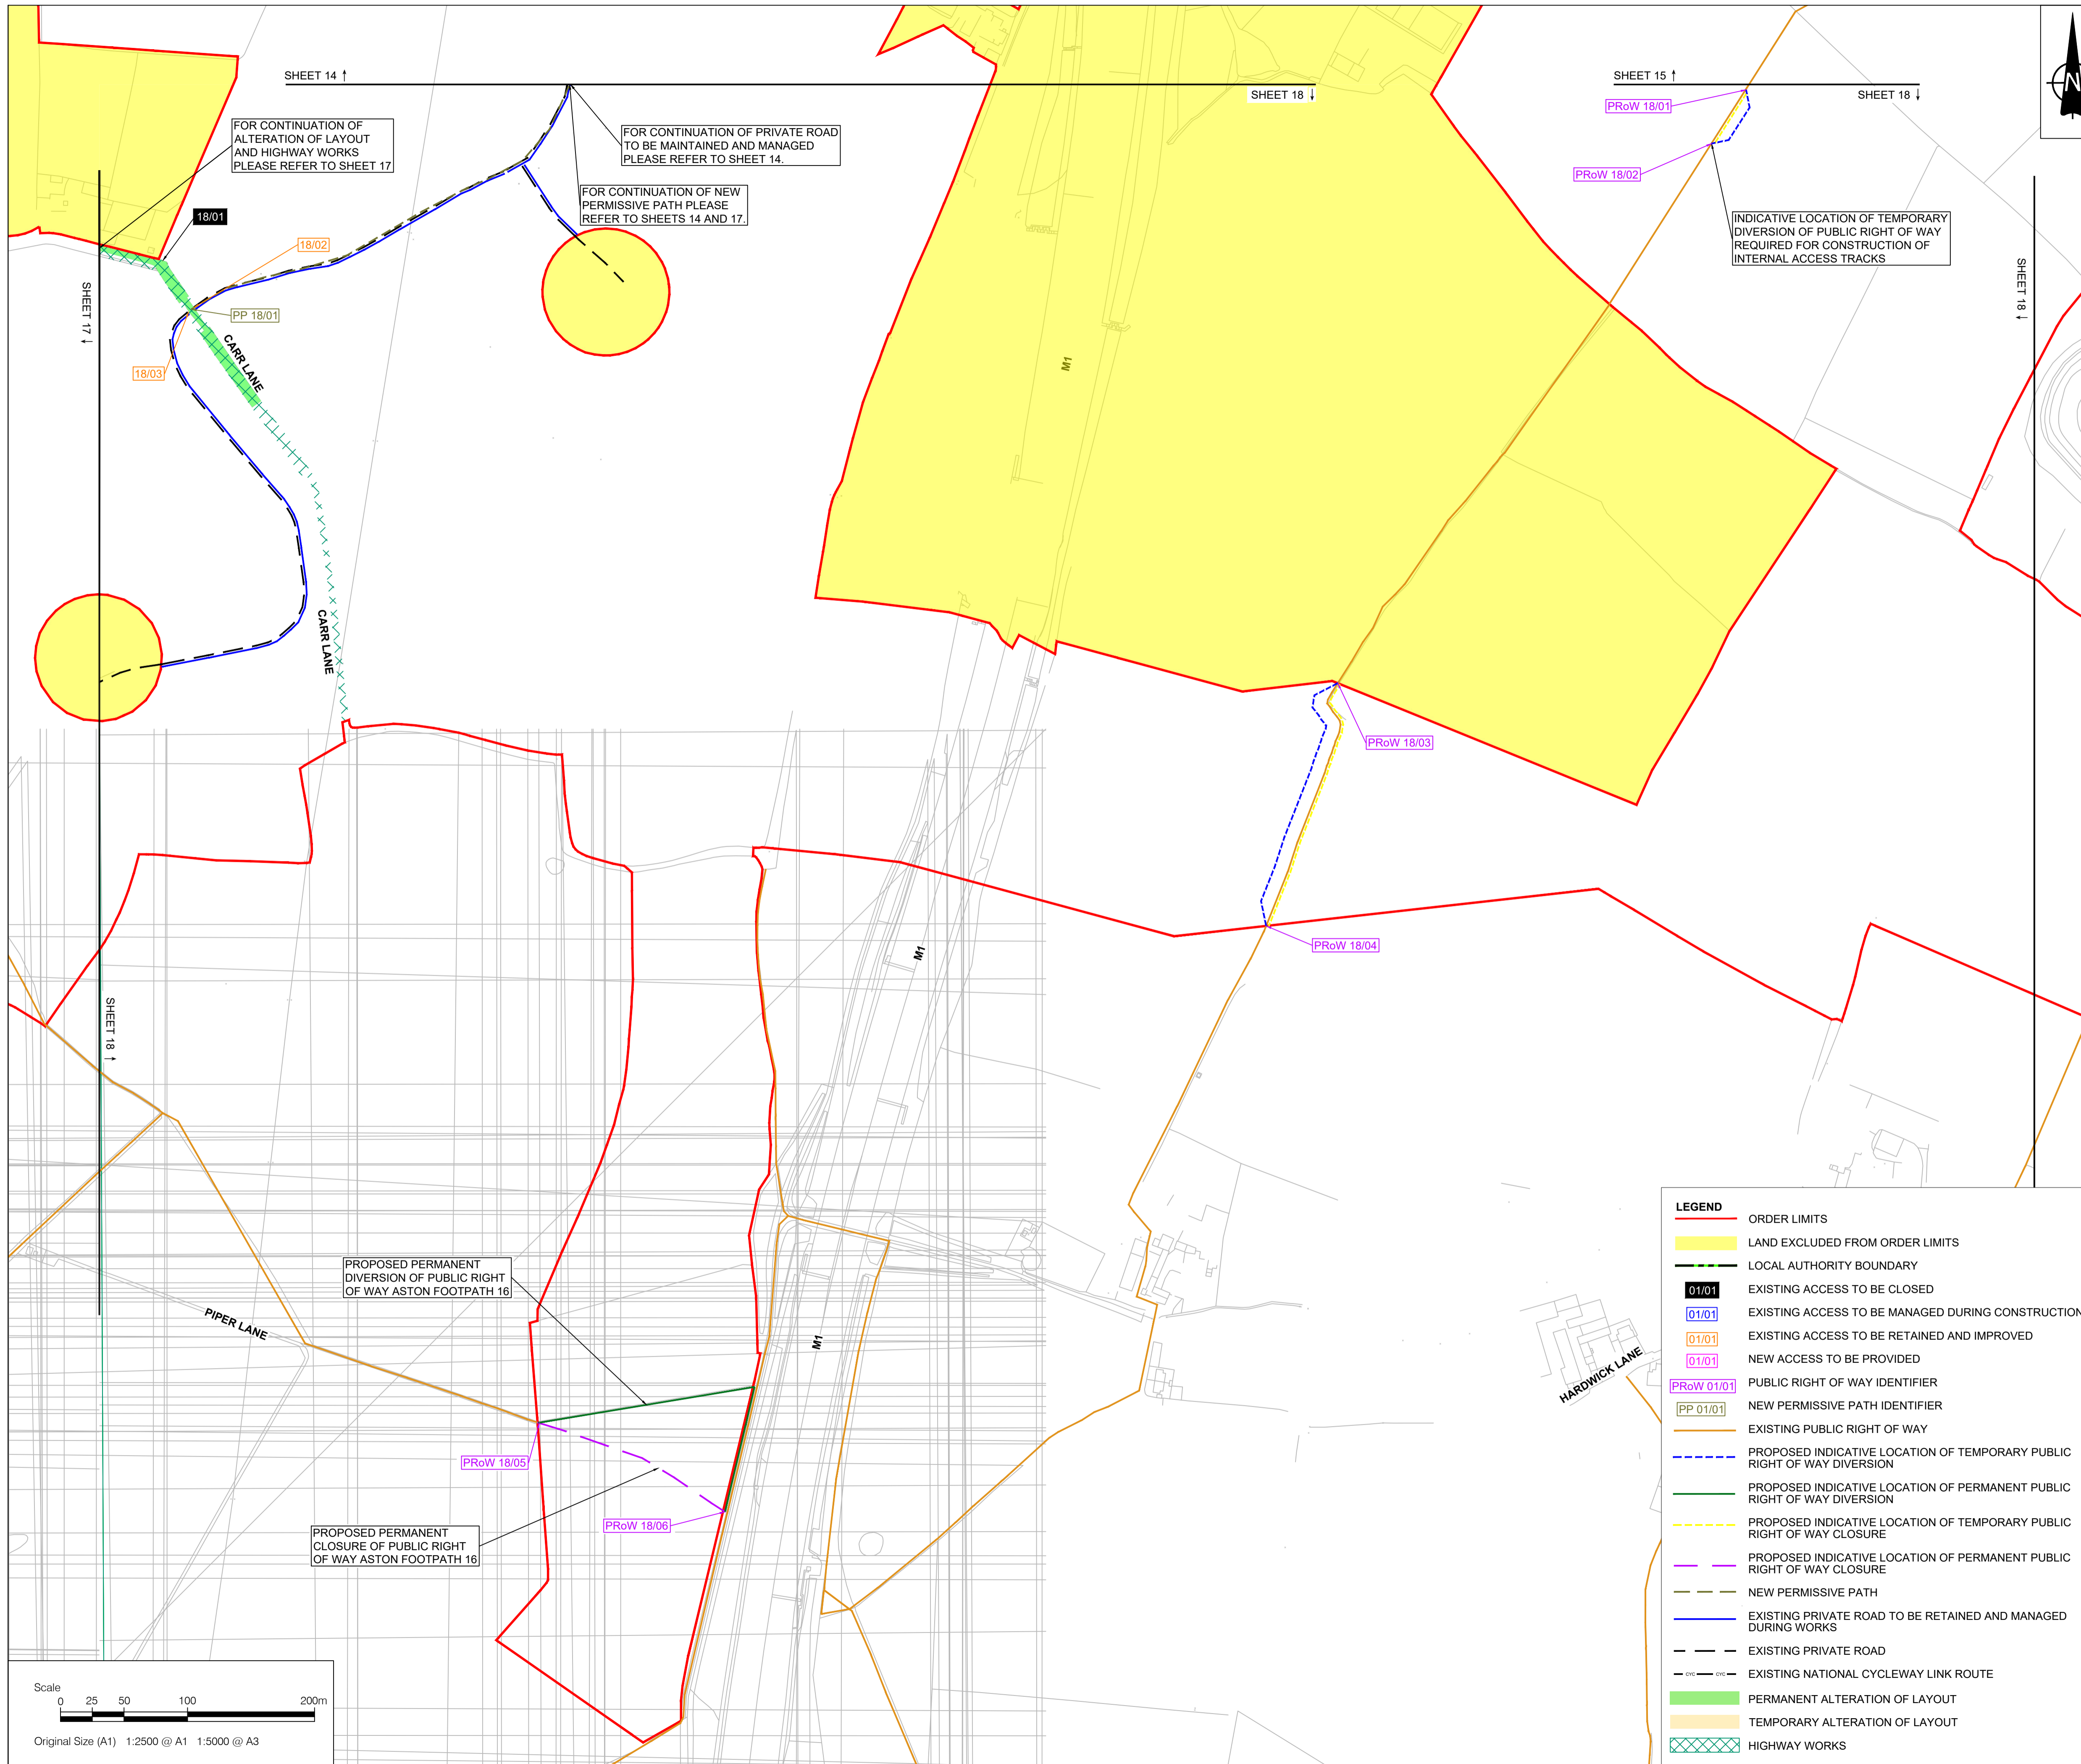 SHEET 14 ↑
SHEET 18 ↓
SHEET 15 ↑
SHEET 18 ↓
N
FOR CONTINUATION OF
ALTERATION OF LAYOUT
AND HIGHWAY WORKS
PLEASE REFER TO SHEET 17
FOR CONTINUATION OF PRIVATE ROAD
TO BE MAINTAINED AND MANAGED
PLEASE REFER TO SHEET 14.
FOR CONTINUATION OF NEW
PERMISSIVE PATH PLEASE
REFER TO SHEETS 14 AND 17.
PRoW 18/01
PRoW 18/02
INDICATIVE LOCATION OF TEMPORARY
DIVERSION OF PUBLIC RIGHT OF WAY
REQUIRED FOR CONSTRUCTION OF
INTERNAL ACCESS TRACKS
18/01
18/02
PP 18/01
18/03
SHEET 17 ↓
SHEET 18 ↓
CARR LANE
CARR LANE
M1
PRoW 18/03
PRoW 18/04
M1
SHEET 18 ↑
PROPOSED PERMANENT
DIVERSION OF PUBLIC RIGHT
OF WAY ASTON FOOTPATH 16
PIPER LANE
M1
HARDWICK LANE
PRoW 18/05
PRoW 18/06
PROPOSED PERMANENT
CLOSURE OF PUBLIC RIGHT
OF WAY ASTON FOOTPATH 16
LEGEND
ORDER LIMITS
LAND EXCLUDED FROM ORDER LIMITS
LOCAL AUTHORITY BOUNDARY
01/01 EXISTING ACCESS TO BE CLOSED
01/01 EXISTING ACCESS TO BE MANAGED DURING CONSTRUCTION
01/01 EXISTING ACCESS TO BE RETAINED AND IMPROVED
01/01 NEW ACCESS TO BE PROVIDED
PRoW 01/01 PUBLIC RIGHT OF WAY IDENTIFIER
PP 01/01 NEW PERMISSIVE PATH IDENTIFIER
EXISTING PUBLIC RIGHT OF WAY
PROPOSED INDICATIVE LOCATION OF TEMPORARY PUBLIC
RIGHT OF WAY DIVERSION
PROPOSED INDICATIVE LOCATION OF PERMANENT PUBLIC
RIGHT OF WAY DIVERSION
PROPOSED INDICATIVE LOCATION OF TEMPORARY PUBLIC
RIGHT OF WAY CLOSURE
PROPOSED INDICATIVE LOCATION OF PERMANENT PUBLIC
RIGHT OF WAY CLOSURE
NEW PERMISSIVE PATH
EXISTING PRIVATE ROAD TO BE RETAINED AND MANAGED
DURING WORKS
EXISTING PRIVATE ROAD
CYC CYC EXISTING NATIONAL CYCLEWAY LINK ROUTE
PERMANENT ALTERATION OF LAYOUT
TEMPORARY ALTERATION OF LAYOUT
HIGHWAY WORKS
Scale
0 25 50 100 200m
Original Size (A1) 1:2500 @ A1 1:5000 @ A3